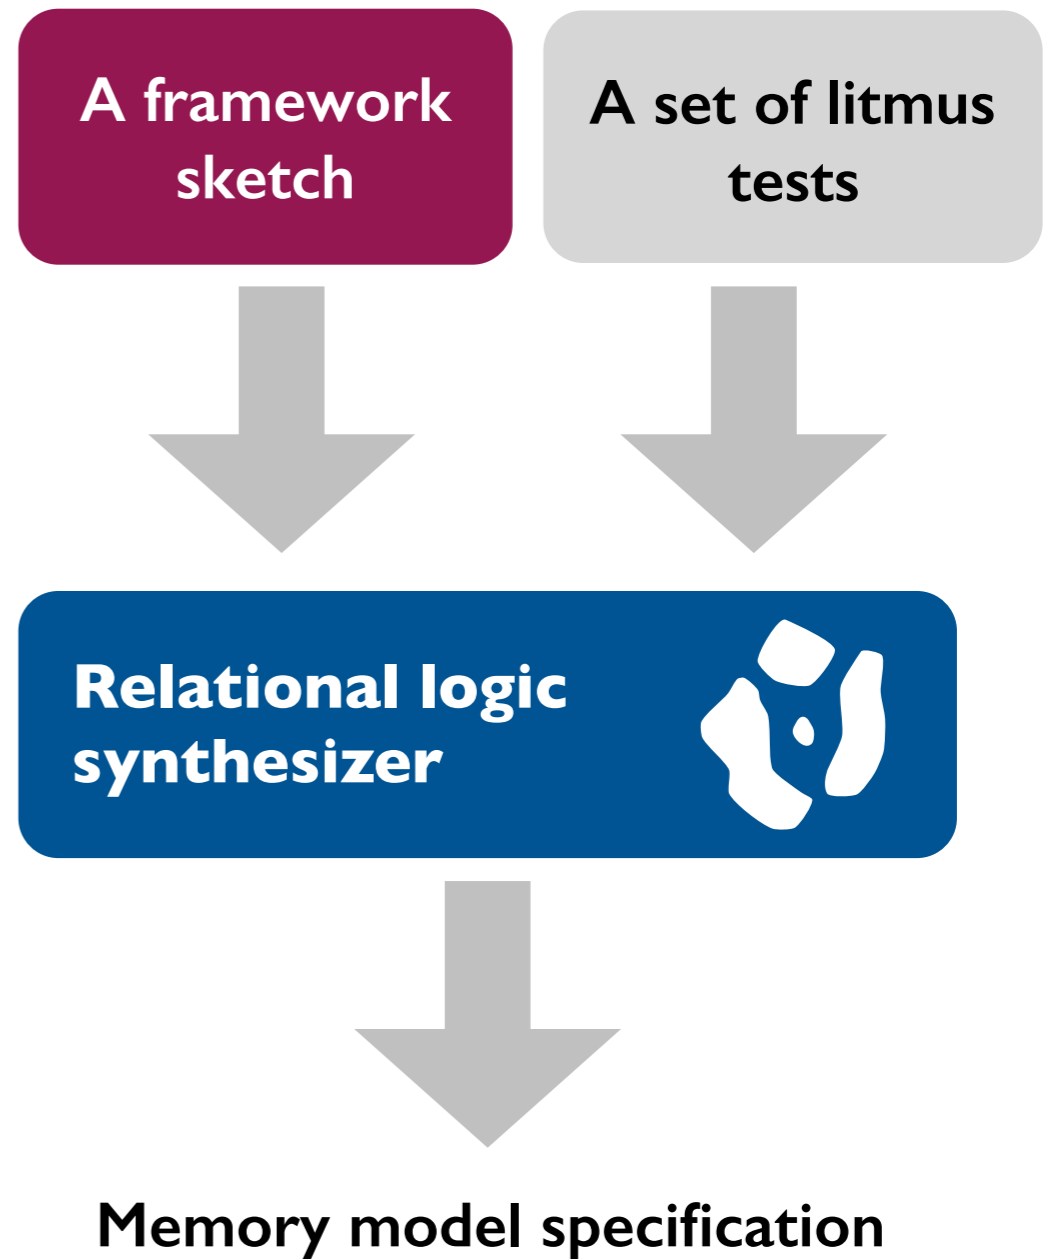 A framework
sketch
A set of litmus
tests
Relational logic
synthesizer
Memory model specification